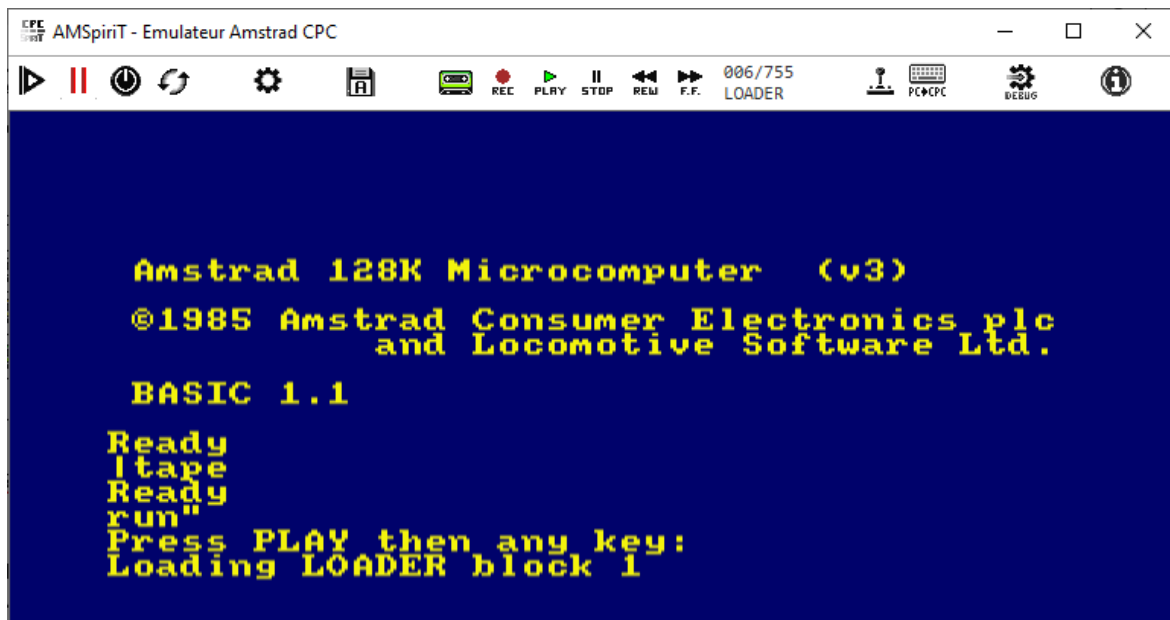 AMSpiriT - Emulateur Amstrad CPC
REC PLAY STOP REW F.F. 006/755
LOADER
PC CPC
DEBUG
Amstrad 128K Microcomputer (v3)
©1985 Amstrad Consumer Electronics plc
and Locomotive Software Ltd.
BASIC 1.1
Ready
|tape
Ready
run"
Press PLAY then any key:
Loading LOADER block 1